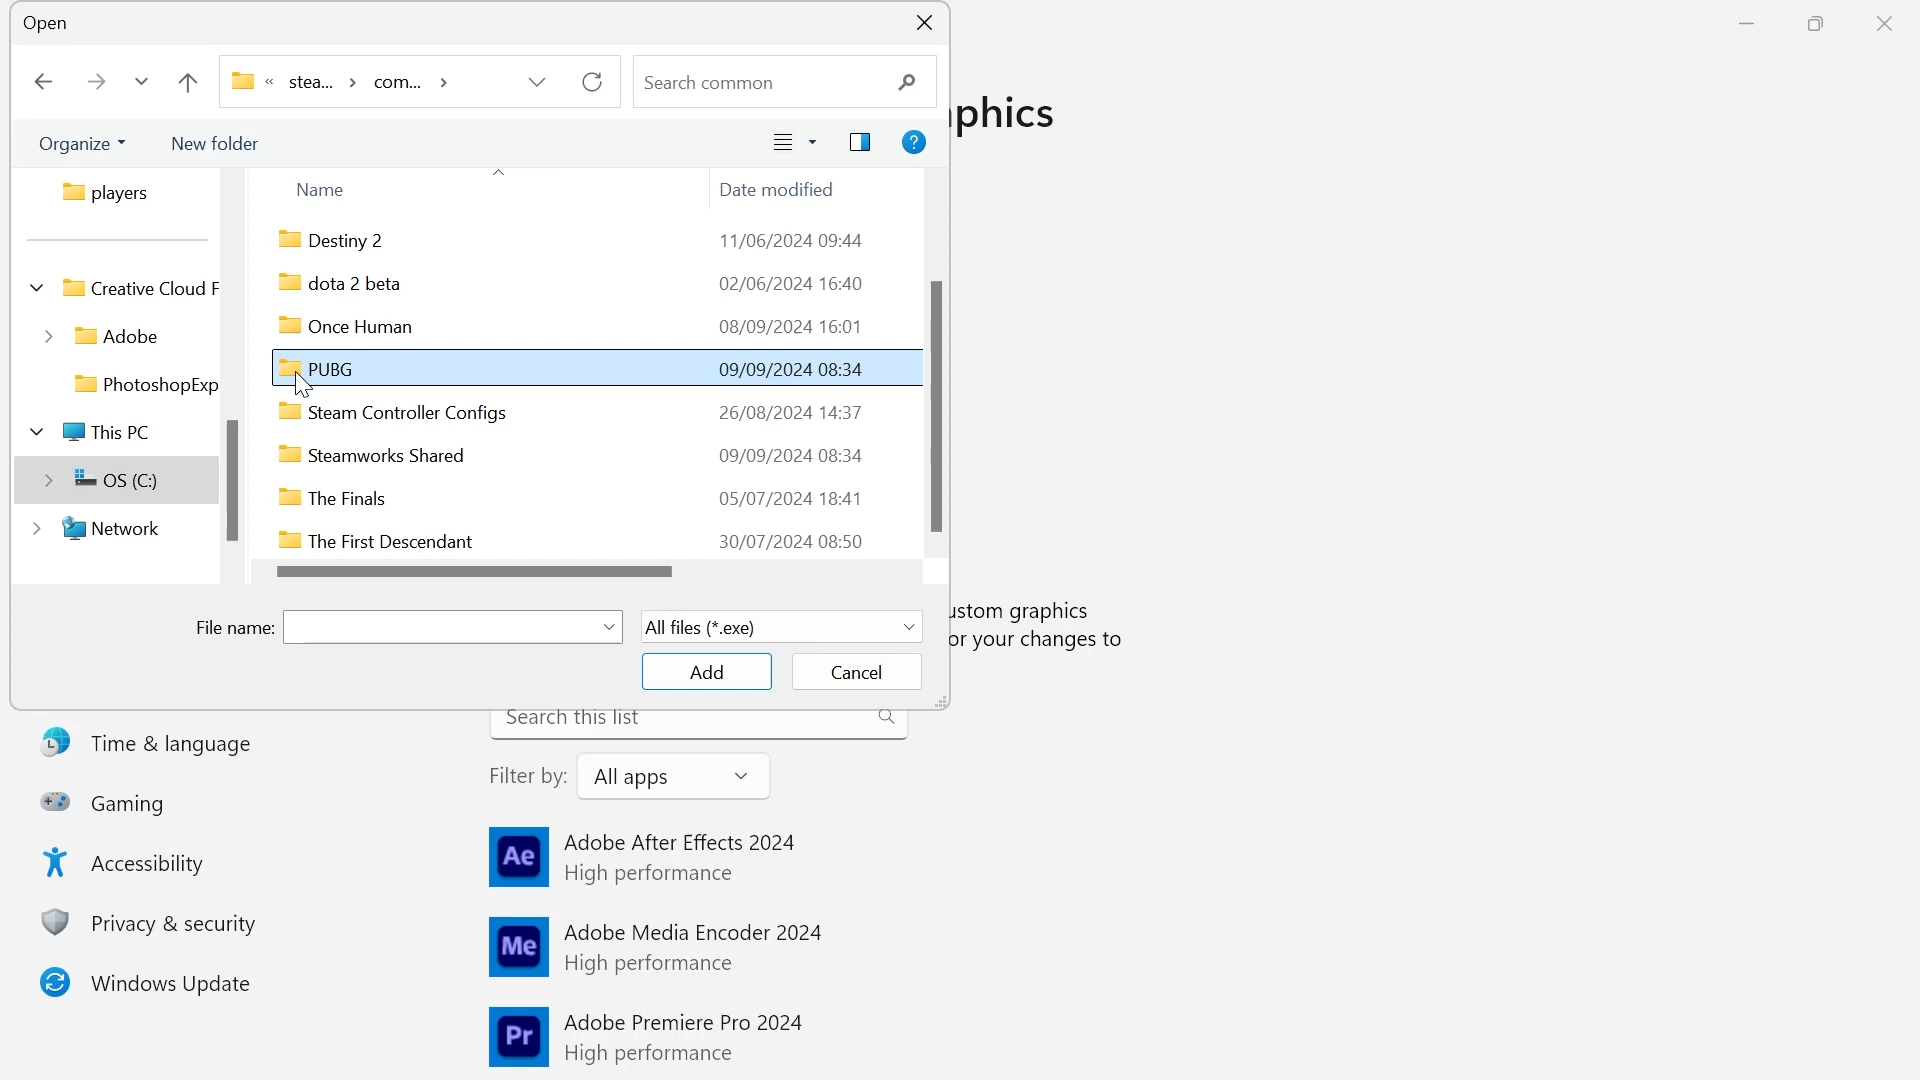 Open
« stea... › com... ›
Search common
phics
Organize
New folder
?
players
Name
Date modified
Destiny 2
11/06/2024 09:44
dota 2 beta
02/06/2024 16:40
Creative Cloud F
Once Human
08/09/2024 16:01
Adobe
PUBG
09/09/2024 08:34
PhotoshopExp
Steam Controller Configs
26/08/2024 14:37
This PC
Steamworks Shared
09/09/2024 08:34
OS (C:)
The Finals
05/07/2024 18:41
Network
The First Descendant
30/07/2024 08:50
File name:
All files (*.exe)
Add
Cancel
ustom graphics
or your changes to
Search this list
Time & language
Filter by:
All apps
Gaming
Ae
Adobe After Effects 2024
High performance
Accessibility
Me
Adobe Media Encoder 2024
High performance
Privacy & security
Windows Update
Pr
Adobe Premiere Pro 2024
High performance